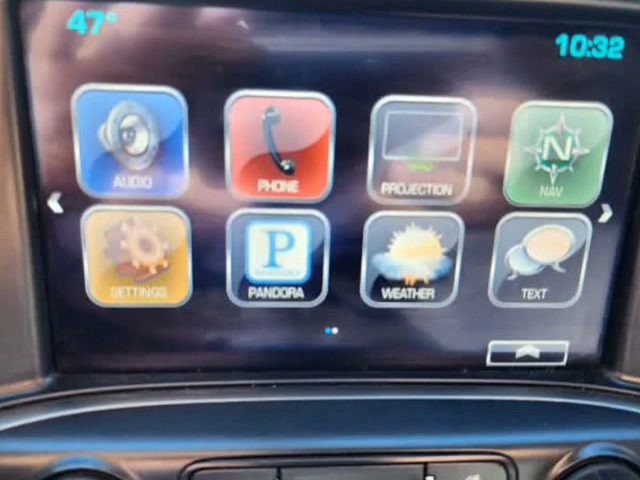 47°
10:32
AUDIO
PHONE
PROJECTION
N
NAV
SETTINGS
P
PANDORA
WEATHER
TEXT